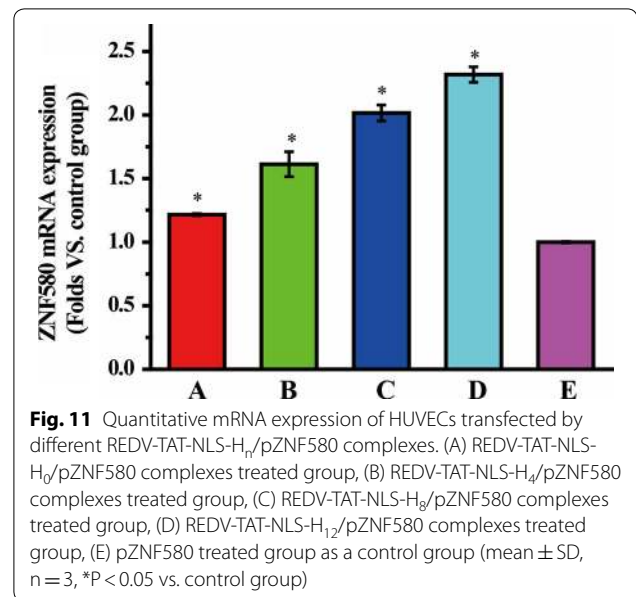 ZNF580 mRNA expression
(Folds VS. control group)
2.5
2.0
1.5
1.0
0.5
0.0
*
*
*
*
A B C D E
Fig. 11 Quantitative mRNA expression of HUVECs transfected by
different REDV-TAT-NLS-Hn/pZNF580 complexes. (A) REDV-TAT-NLS-
H0/pZNF580 complexes treated group, (B) REDV-TAT-NLS-H4/pZNF580
complexes treated group, (C) REDV-TAT-NLS-H8/pZNF580 complexes
treated group, (D) REDV-TAT-NLS-H12/pZNF580 complexes treated
group, (E) pZNF580 treated group as a control group (mean ± SD,
n = 3, *P < 0.05 vs. control group)